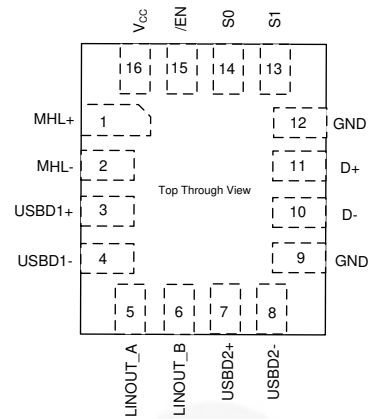 VCC
/EN
S0
S1
16
15
14
13
MHL+
1
12
GND
MHL-
2
11
D+
Top Through View
USBD1+
3
10
D-
USBD1-
4
9
GND
5
6
7
8
LINOUT_A
LINOUT_B
USBD2+
USBD2-